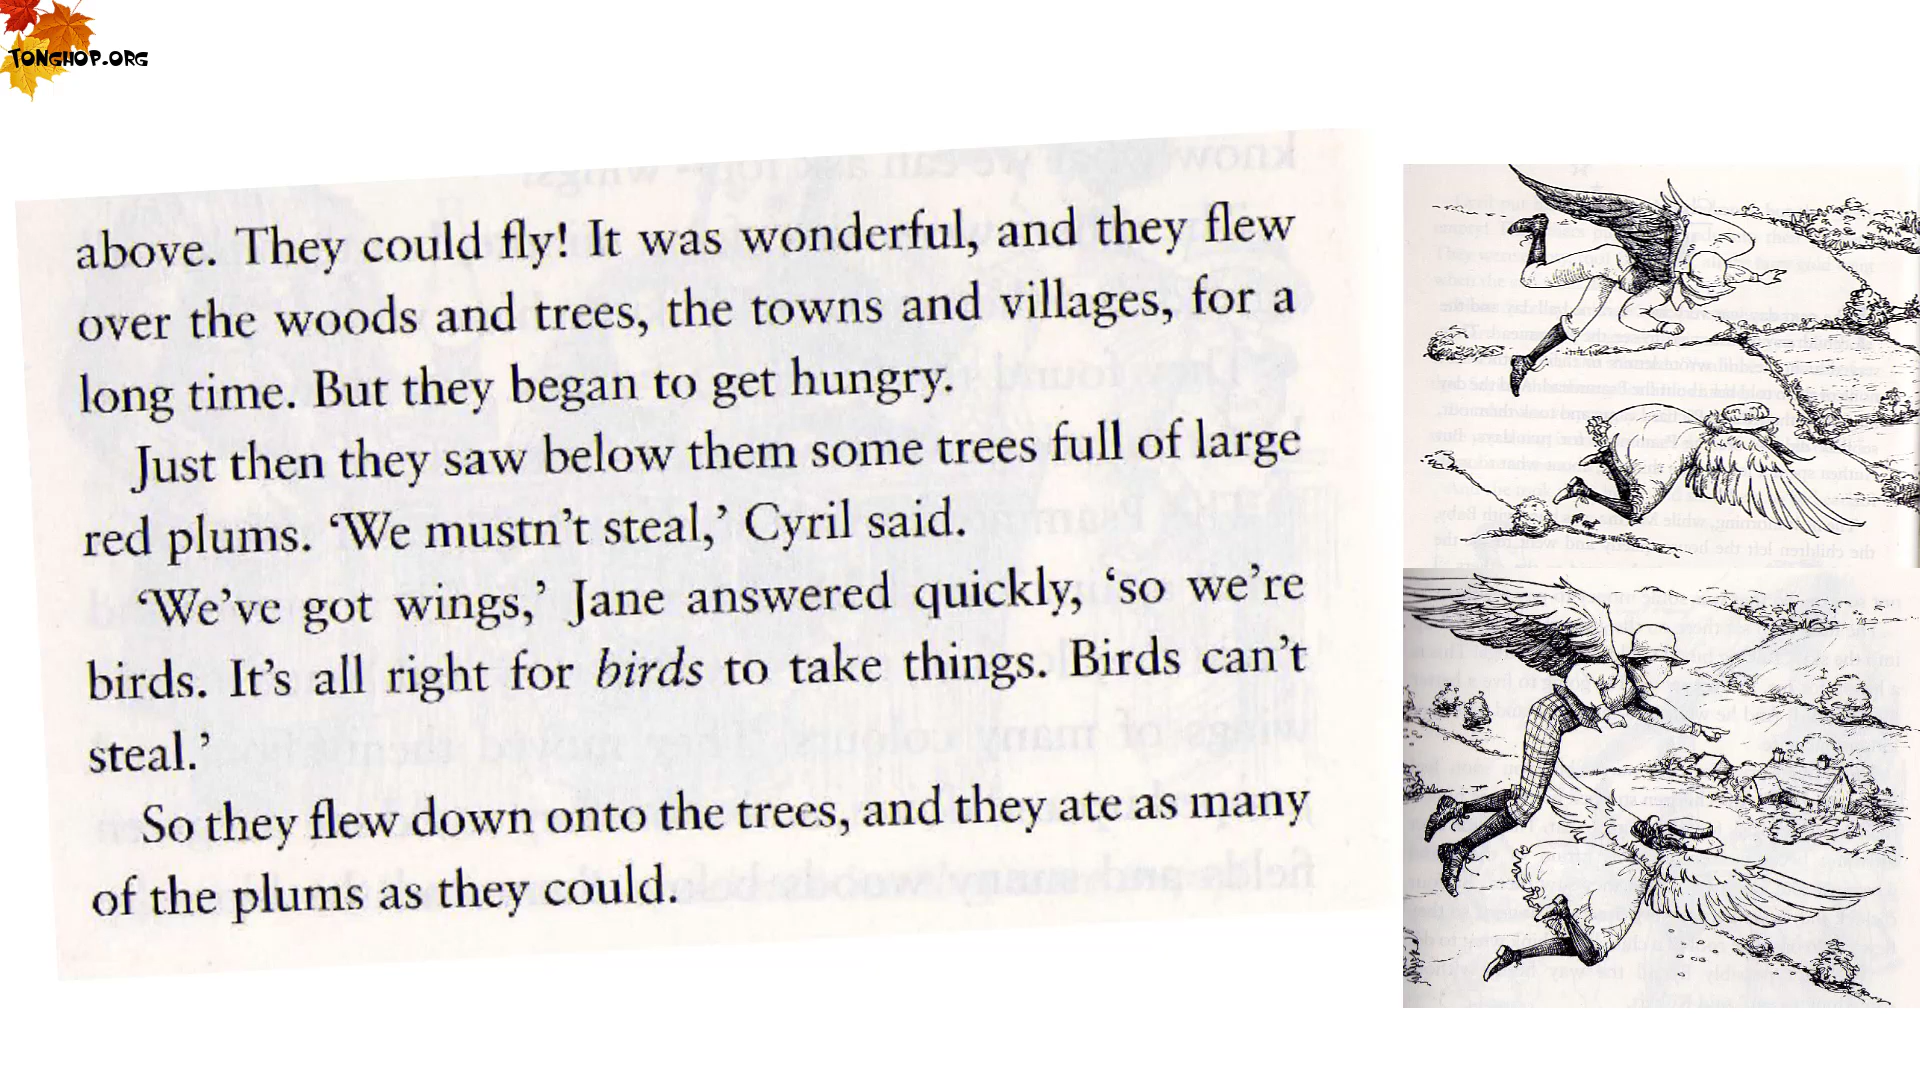 TONGHOP.ORG
above. They could fly! It was wonderful, and they flew
over the woods and trees, the towns and villages, for a
long time. But they began to get hungry.
Just then they saw below them some trees full of large
red plums. ‘We mustn’t steal,’ Cyril said.
‘We’ve got wings,’ Jane answered quickly, ‘so we’re
birds. It’s all right for birds to take things. Birds can’t
steal.’
So they flew down onto the trees, and they ate as many
of the plums as they could.